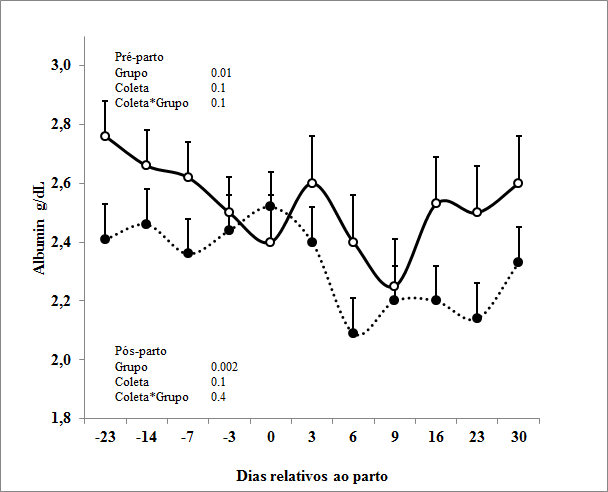 3,0
2,8
2,6
2,4
2,2
2,0
1,8
Albumin g/dL
Pré-parto
Grupo 0.01
Coleta 0.1
Coleta*Grupo 0.1
Pós-parto
Grupo 0.002
Coleta 0.1
Coleta*Grupo 0.4
-23 -14 -7 -3 0 3 6 9 16 23 30
Dias relativos ao parto